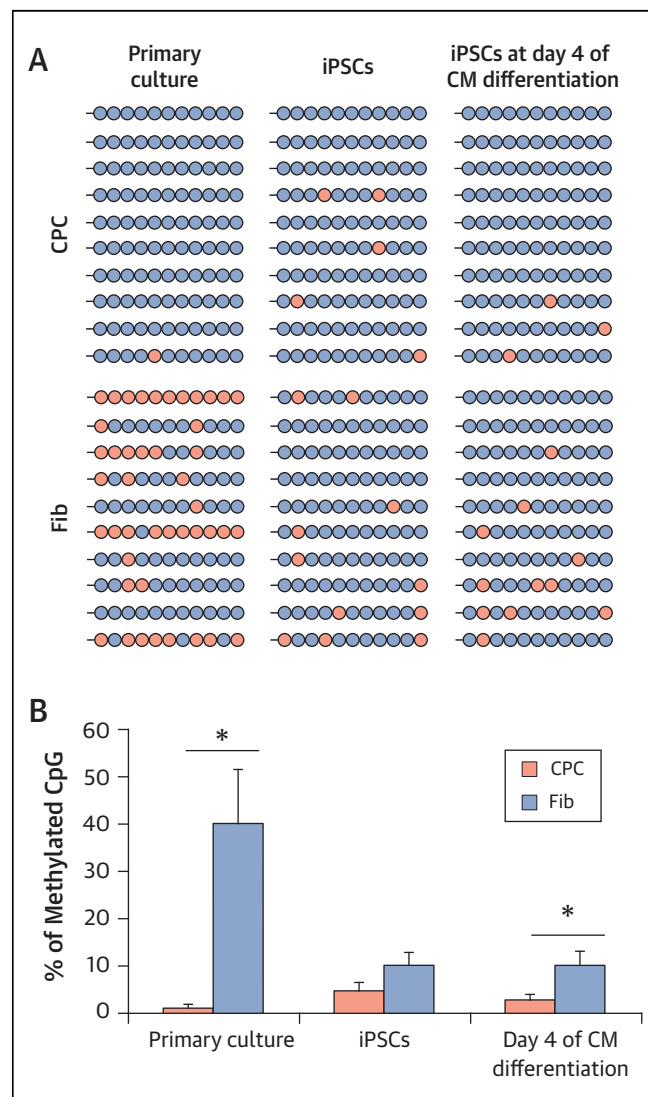 A
Primary
culture
iPSCs
iPSCs at day 4 of
CM differentiation
CPC
Fib
B
% of Methylated CpG
60
50
40
30
20
10
0
*
*
CPC
Fib
Primary culture
iPSCs
Day 4 of CM
differentiation